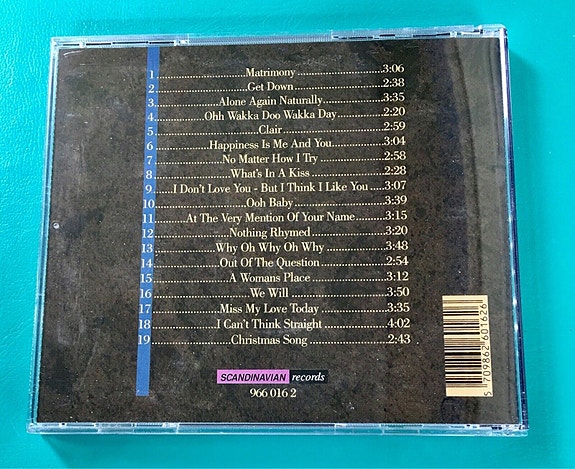 1 ......Matrimony......3:06
2 ......Get Down......2:38
3 ......Alone Again Naturally......3:35
4 ......Ohh Wakka Doo Wakka Day......2:20
5 ......Clair......2:59
6 ......Happiness Is Me And You......3:04
7 ......No Matter How I Try......2:58
8 ......What's In A Kiss......2:28
9 ......I Don't Love You - But I Think I Like You......3:07
10 ......Ooh Baby......3:39
11 ......At The Very Mention Of Your Name......3:15
12 ......Nothing Rhymed......3:20
13 ......Why Oh Why Oh Why......3:48
14 ......Out Of The Question......2:54
15 ......A Womans Place......3:12
16 ......We Will......3:50
17 ......Miss My Love Today......3:35
18 ......I Can't Think Straight......4:02
19 ......Christmas Song......2:43
SCANDINAVIAN records
966 016 2
5 709862 601626